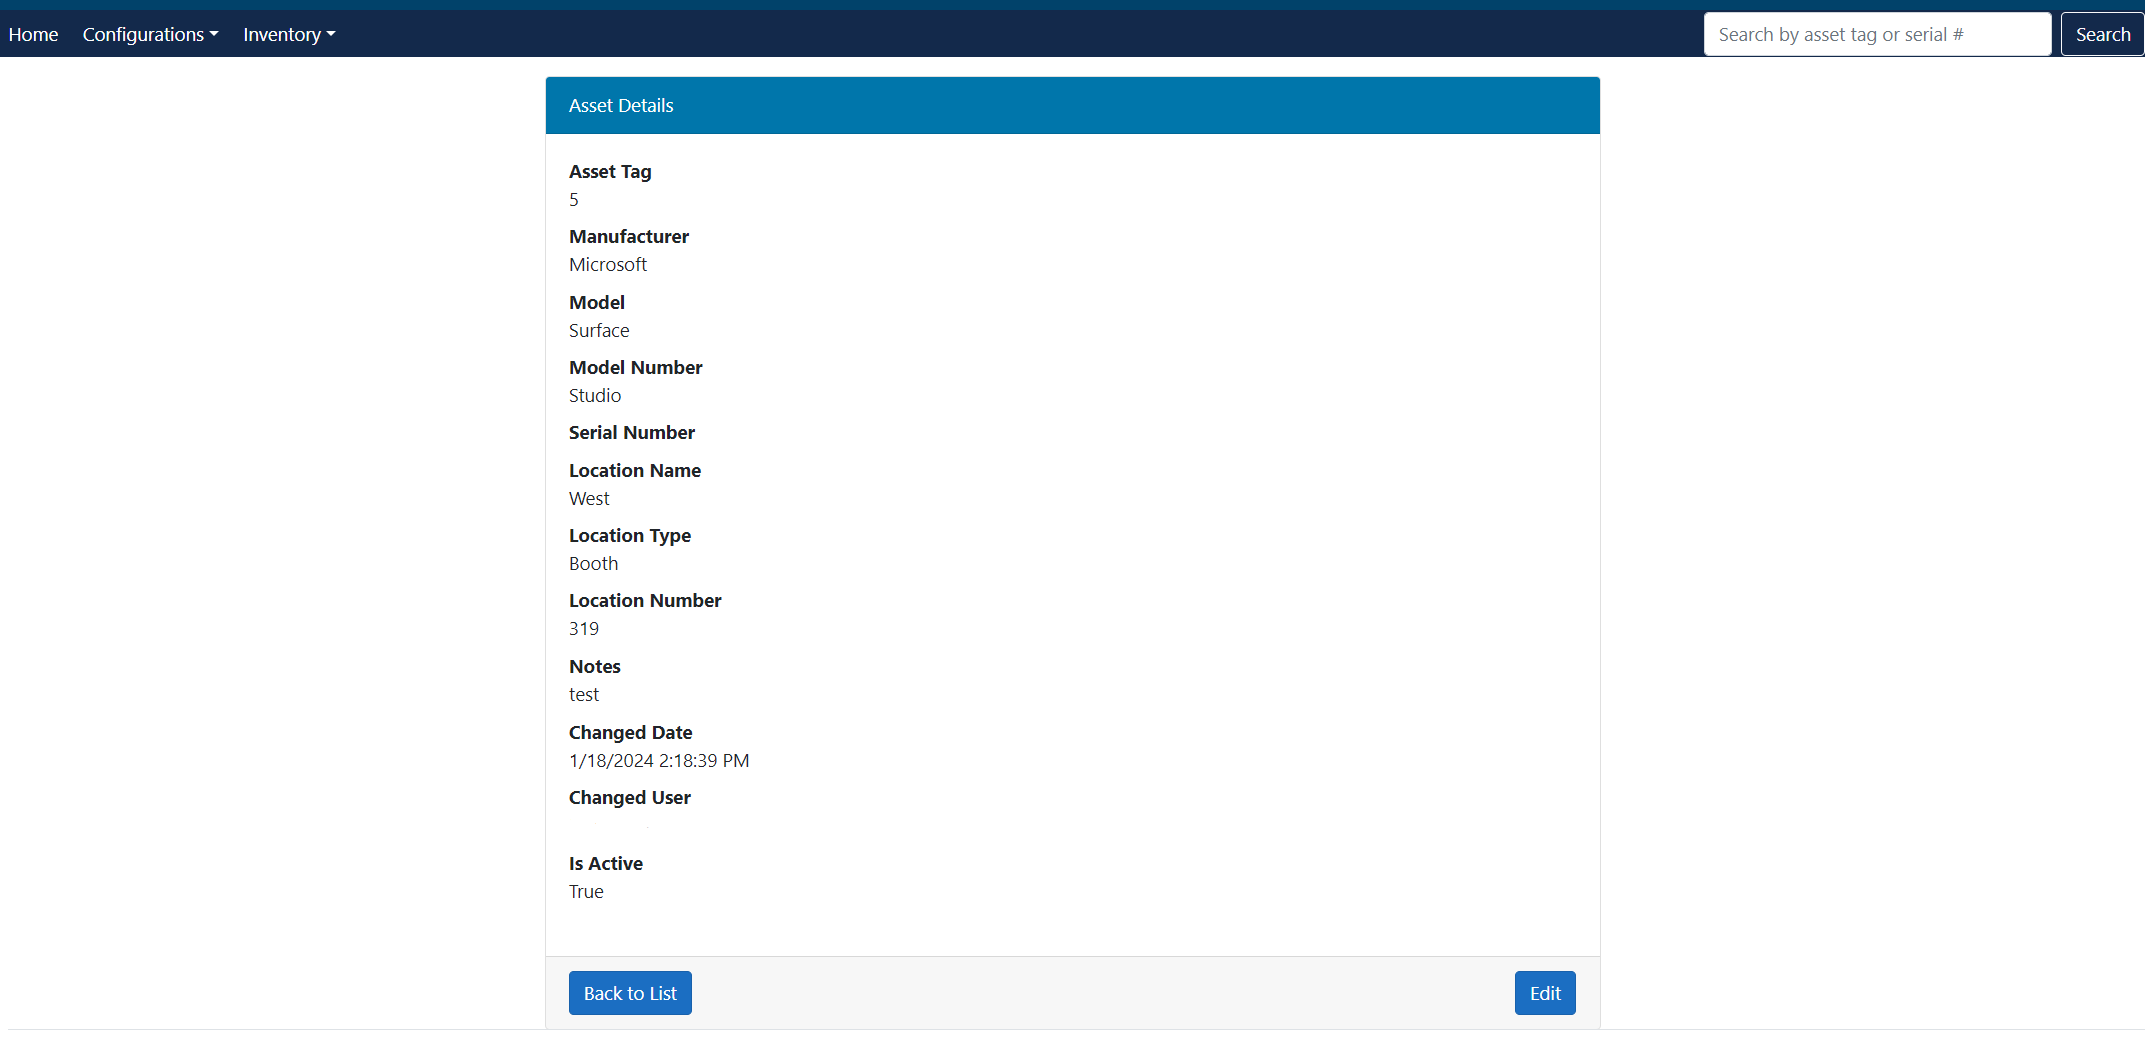 Home Configurations Inventory Search by asset tag or serial # Search
Asset Details
Asset Tag
5
Manufacturer
Microsoft
Model
Surface
Model Number
Studio
Serial Number
Location Name
West
Location Type
Booth
Location Number
319
Notes
test
Changed Date
1/18/2024 2:18:39 PM
Changed User
Is Active
True
Back to List Edit